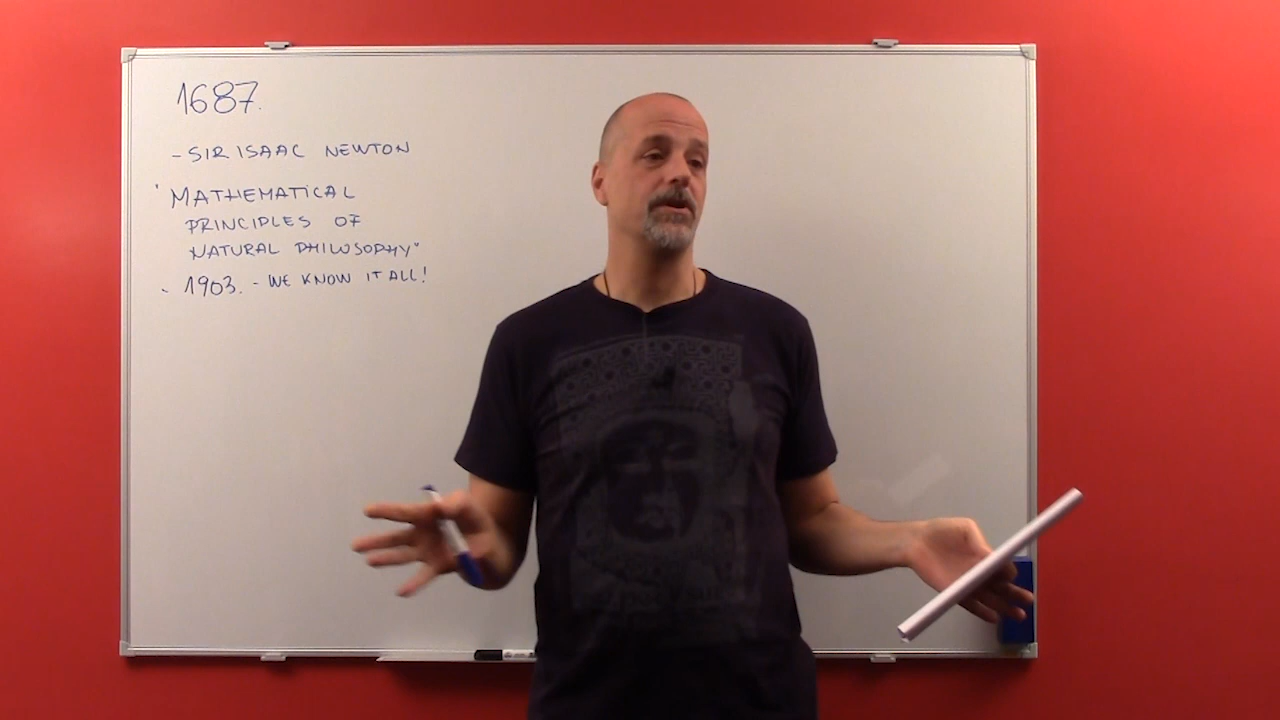 1687.
- SIR ISAAC NEWTON
"MATHEMATICAL
PRINCIPLES OF
NATURAL PHILOSOPHY"
- 1903. - WE KNOW IT ALL!